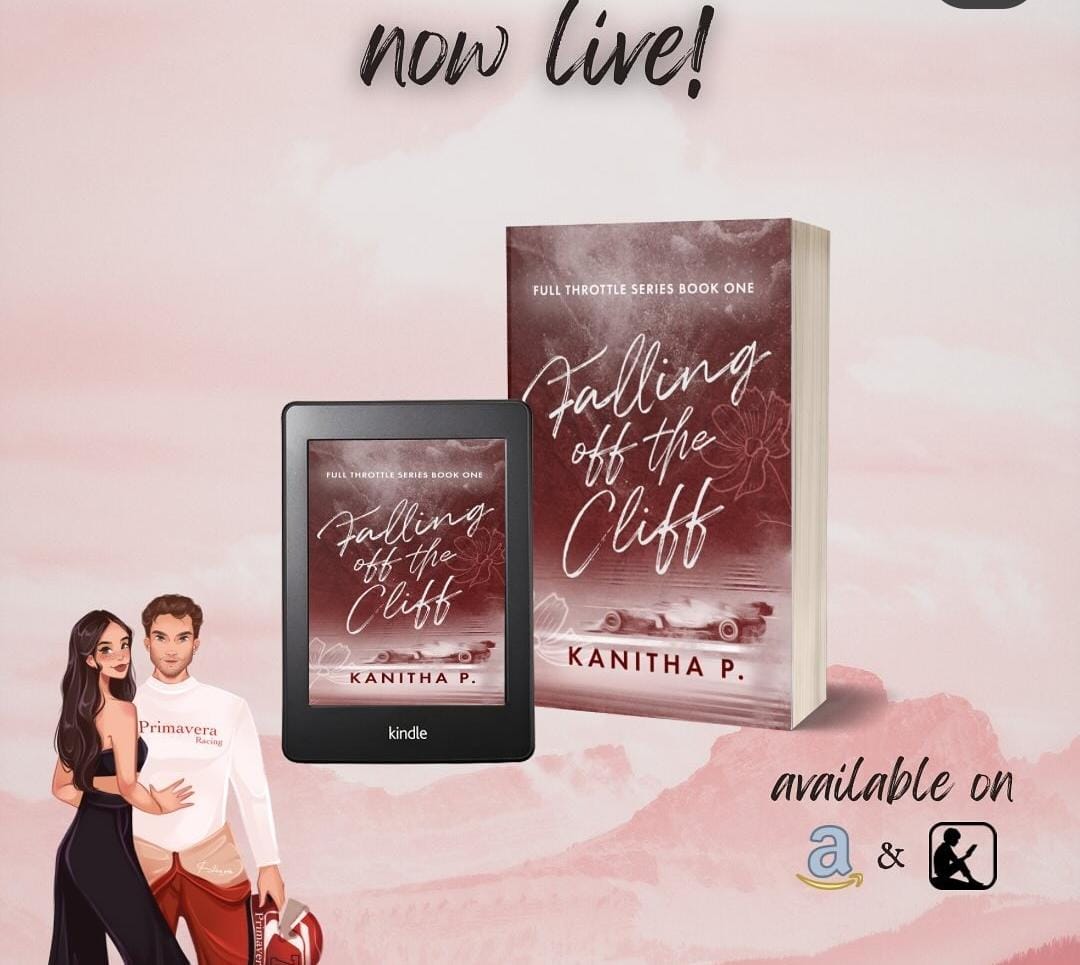 now live!
FULL THROTTLE SERIES BOOK ONE
Falling
off the
Cliff
KANITHA P.
FULL THROTTLE SERIES BOOK ONE
Falling
off the
Cliff
KANITHA P.
kindle
Primavera
Racing
Primaver
available on
a &